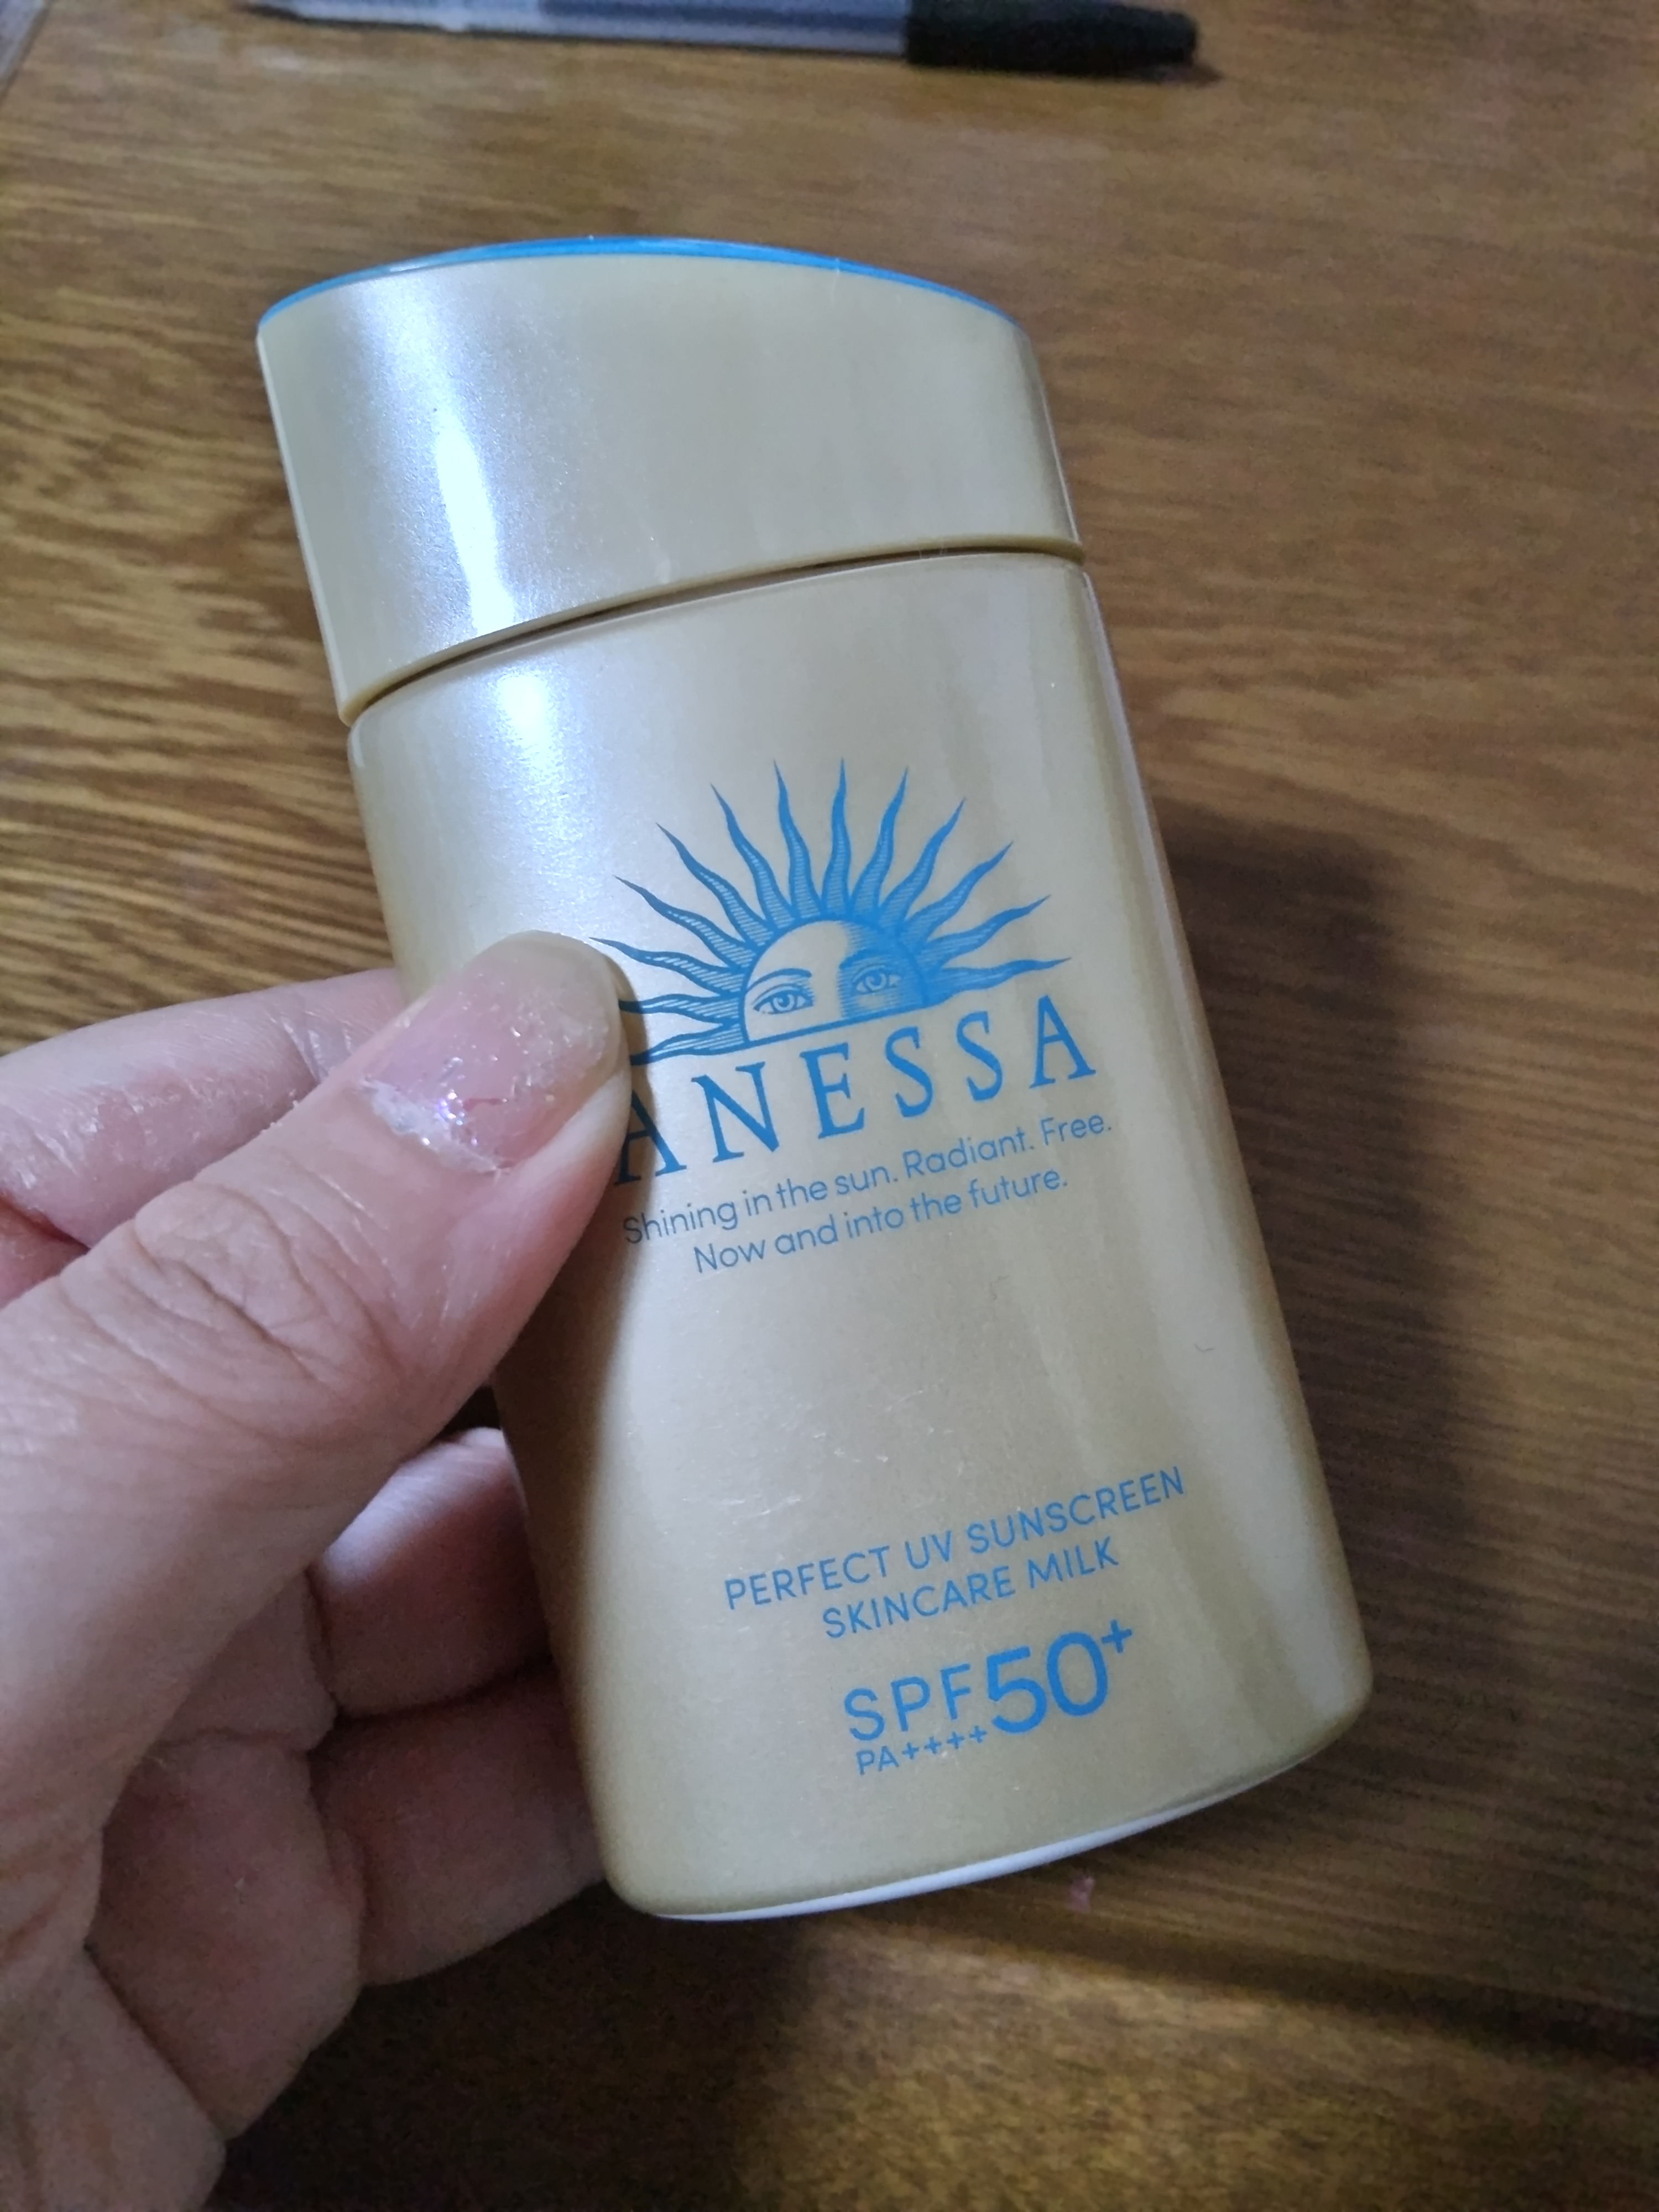 ANESSA
Shining in the sun. Radiant. Free.
Now and into the future.
PERFECT UV SUNSCREEN
SKINCARE MILK
SPF50+
PA++++